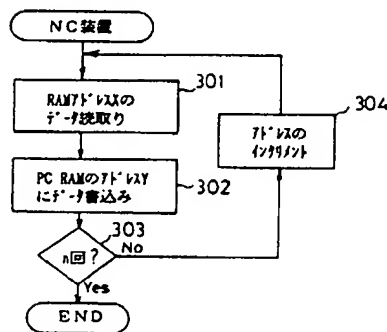 NC装置
301
RAMアドレスXの
データ読取り
302
PC RAMのアドレスY
にデータ書込み
303
n回?
No
Yes
END
304
アドレスの
インクリメント